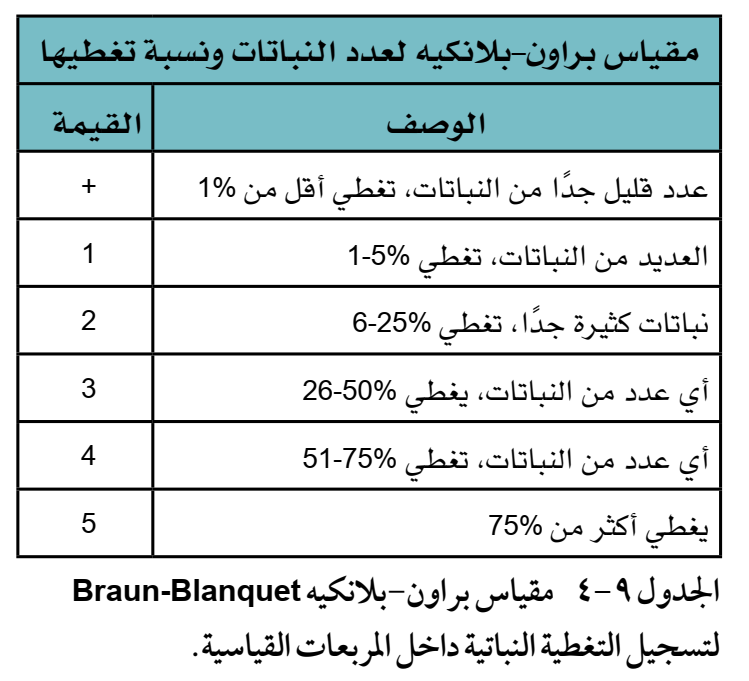 مقياس براون–بلانكيه لعدد النباتات ونسبة تغطيها
الوصف القيمة
عدد قليل جدًا من النباتات، تغطي أقل من 1% +
العديد من النباتات، تغطي 1-5% 1
نباتات كثيرة جدًا، تغطي 6-25% 2
أي عدد من النباتات، يغطي 26-50% 3
أي عدد من النباتات، تغطي 51-75% 4
يغطي أكثر من 75% 5
الجدول ٩-٤ مقياس براون–بلانكيه Braun-Blanquet
لتسجيل التغطية النباتية داخل المربعات القياسية.